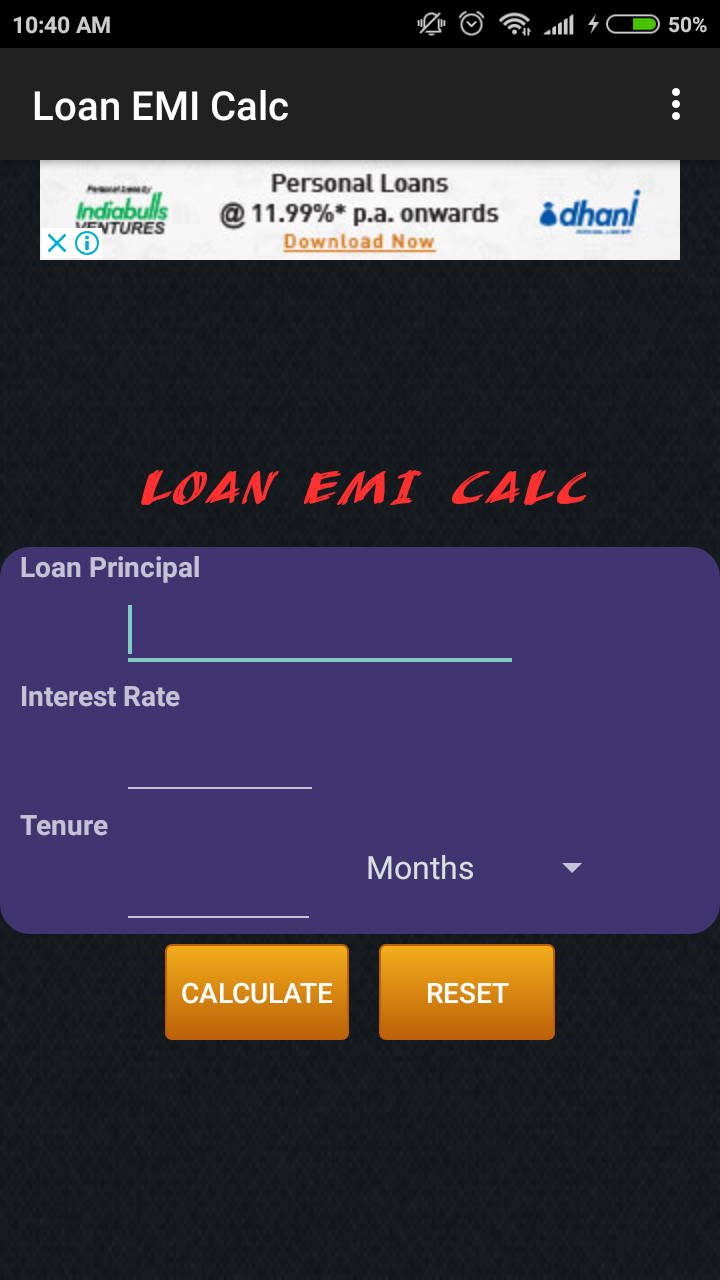 10:40 AM
50%
Loan EMI Calc
Personal Loans by
Indiabulls
VENTURES
Personal Loans
@ 11.99%* p.a. onwards
Download Now
dhani
LOAN EMI CALC
Loan Principal
Interest Rate
Tenure
Months
CALCULATE
RESET